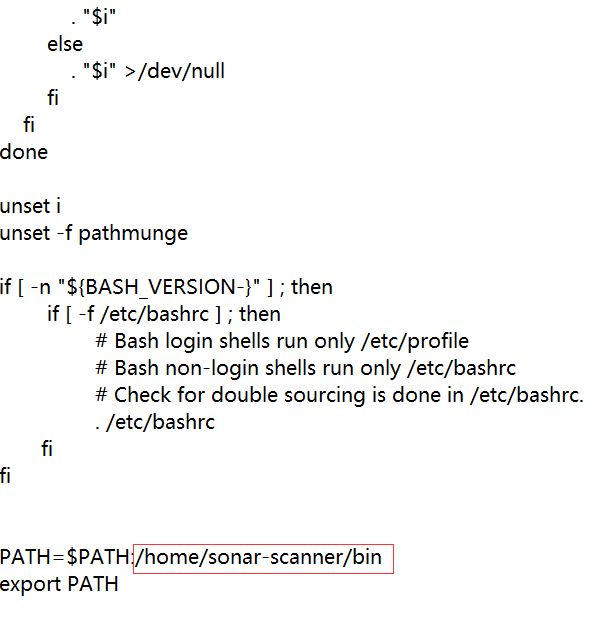 . "$i"
else
. "$i" >/dev/null
fi
fi
done
unset i
unset -f pathmunge
if [ -n "${BASH_VERSION-}" ] ; then
if [ -f /etc/bashrc ] ; then
# Bash login shells run only /etc/profile
# Bash non-login shells run only /etc/bashrc
# Check for double sourcing is done in /etc/bashrc.
. /etc/bashrc
fi
fi
PATH=$PATH:/home/sonar-scanner/bin
export PATH